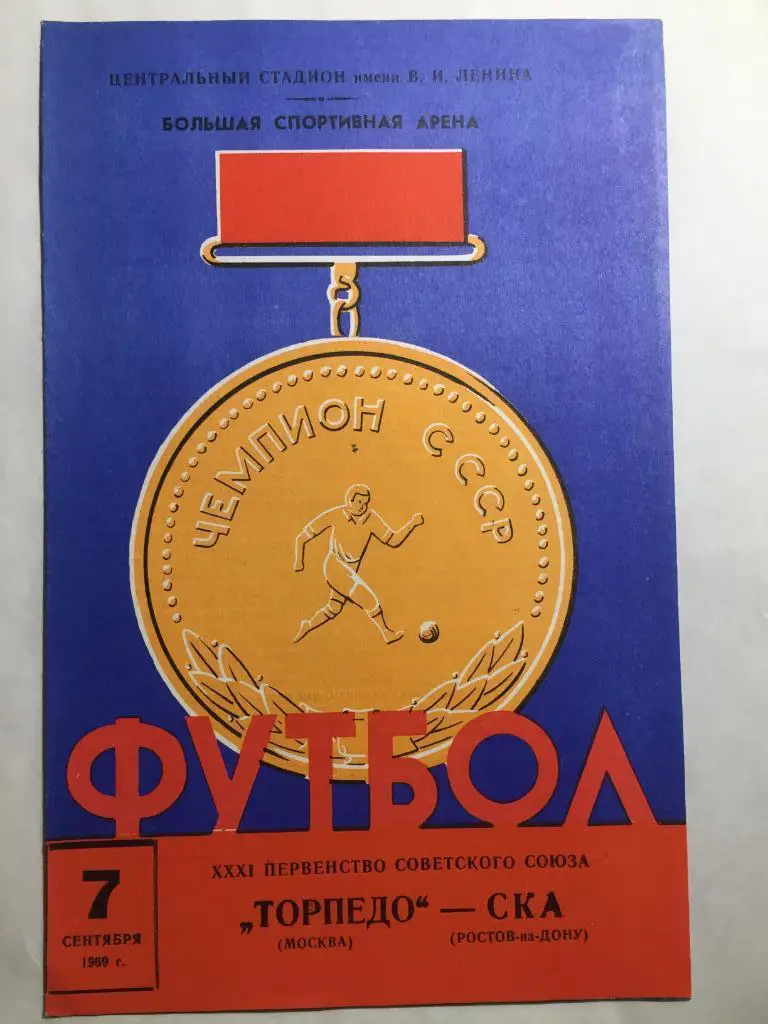 ЦЕНТРАЛЬНЫЙ СТАДИОН имени В. И. ЛЕНИНА
БОЛЬШАЯ СПОРТИВНАЯ АРЕНА
ЧЕМПИОН СССР
ФУТБОЛ
7
СЕНТЯБРЯ
1969 г.
XXXI ПЕРВЕНСТВО СОВЕТСКОГО СОЮЗА
„ТОРПЕДО“ — СКА
(МОСКВА) (РОСТОВ-на-ДОНУ)